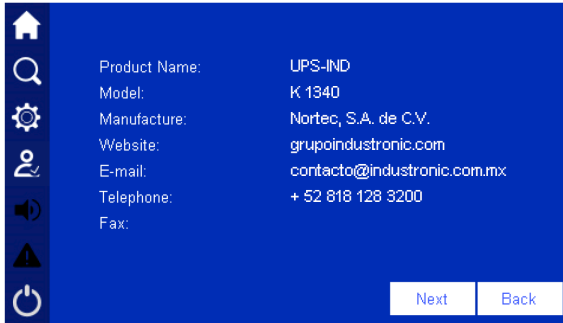 Product Name: UPS-IND
Model: K 1340
Manufacture: Nortec, S.A. de C.V.
Website: grupoindustronic.com
E-mail: contacto@industronic.com.mx
Telephone: + 52 818 128 3200
Fax:
Next Back